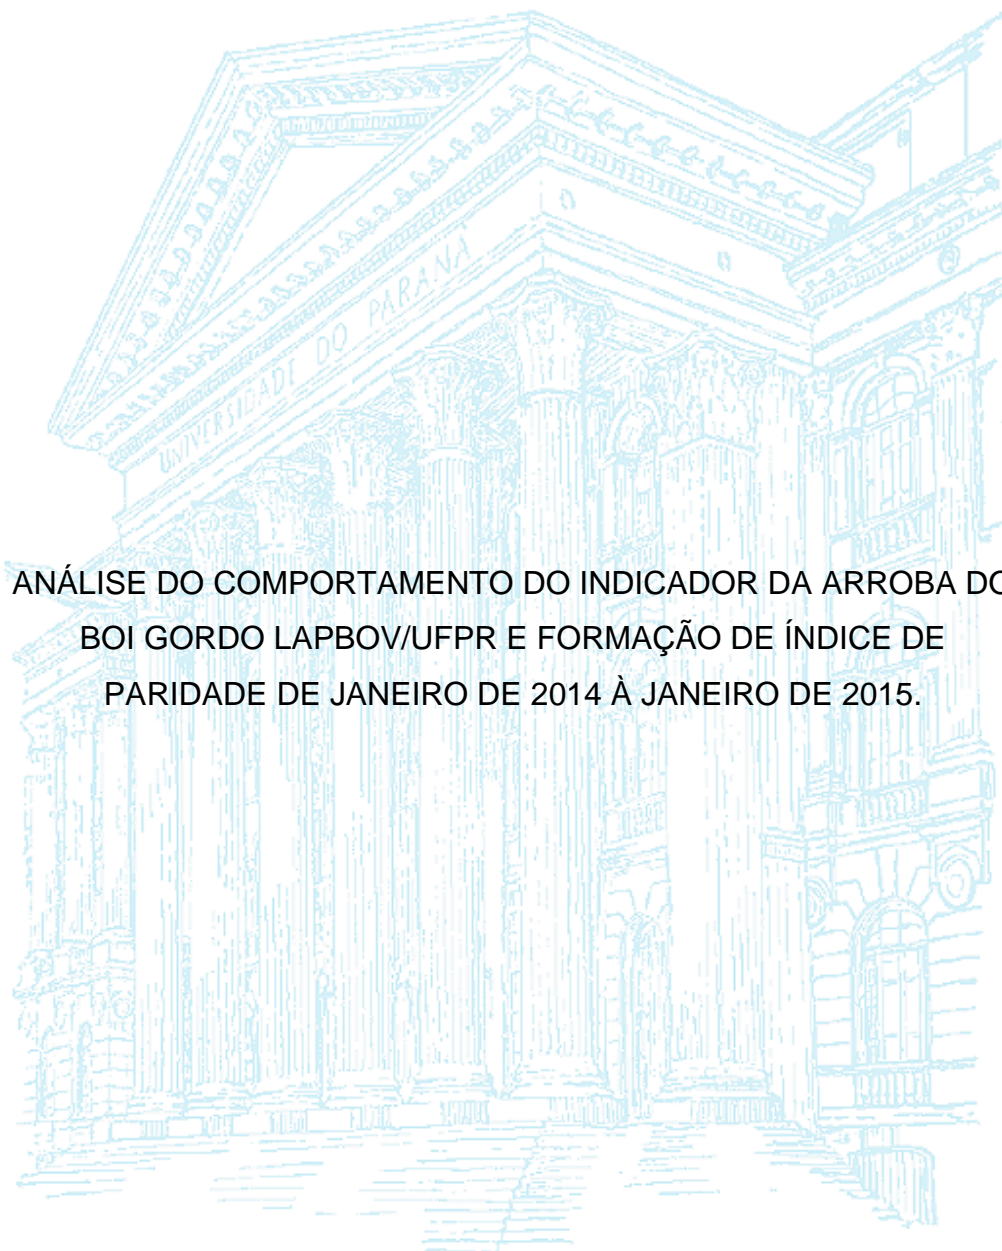 UNIVERSIDADE DO PARANÁ
ANÁLISE DO COMPORTAMENTO DO INDICADOR DA ARROBA DO
BOI GORDO LAPBOV/UFPR E FORMAÇÃO DE ÍNDICE DE
PARIDADE DE JANEIRO DE 2014 À JANEIRO DE 2015.